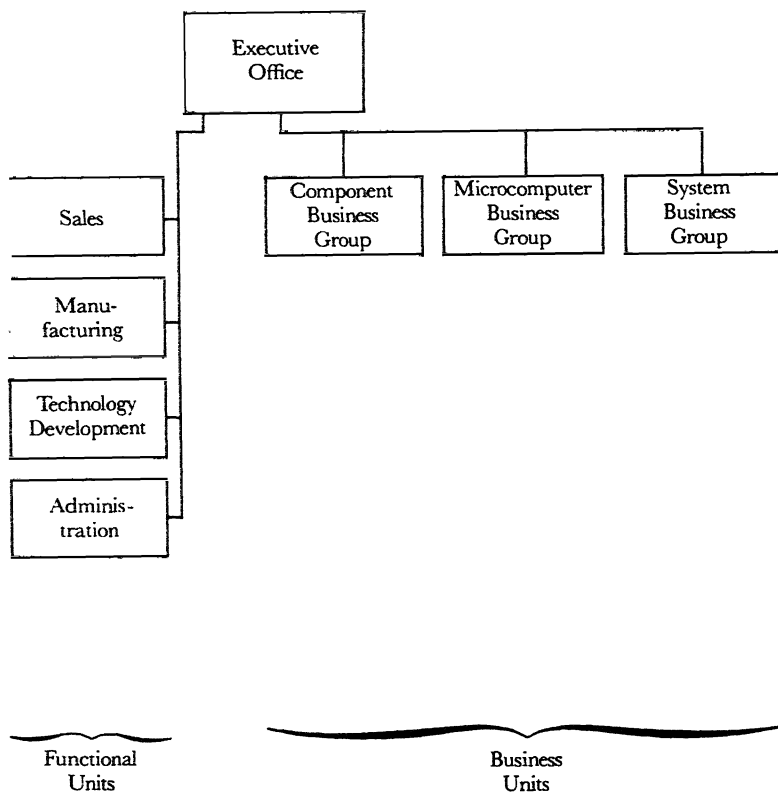 Executive
Office
Component
Business
Group
Microcomputer
Business
Group
System
Business
Group
Sales
Manu-
facturing
Technology
Development
Adminis-
tration
Functional
Units
Business
Units